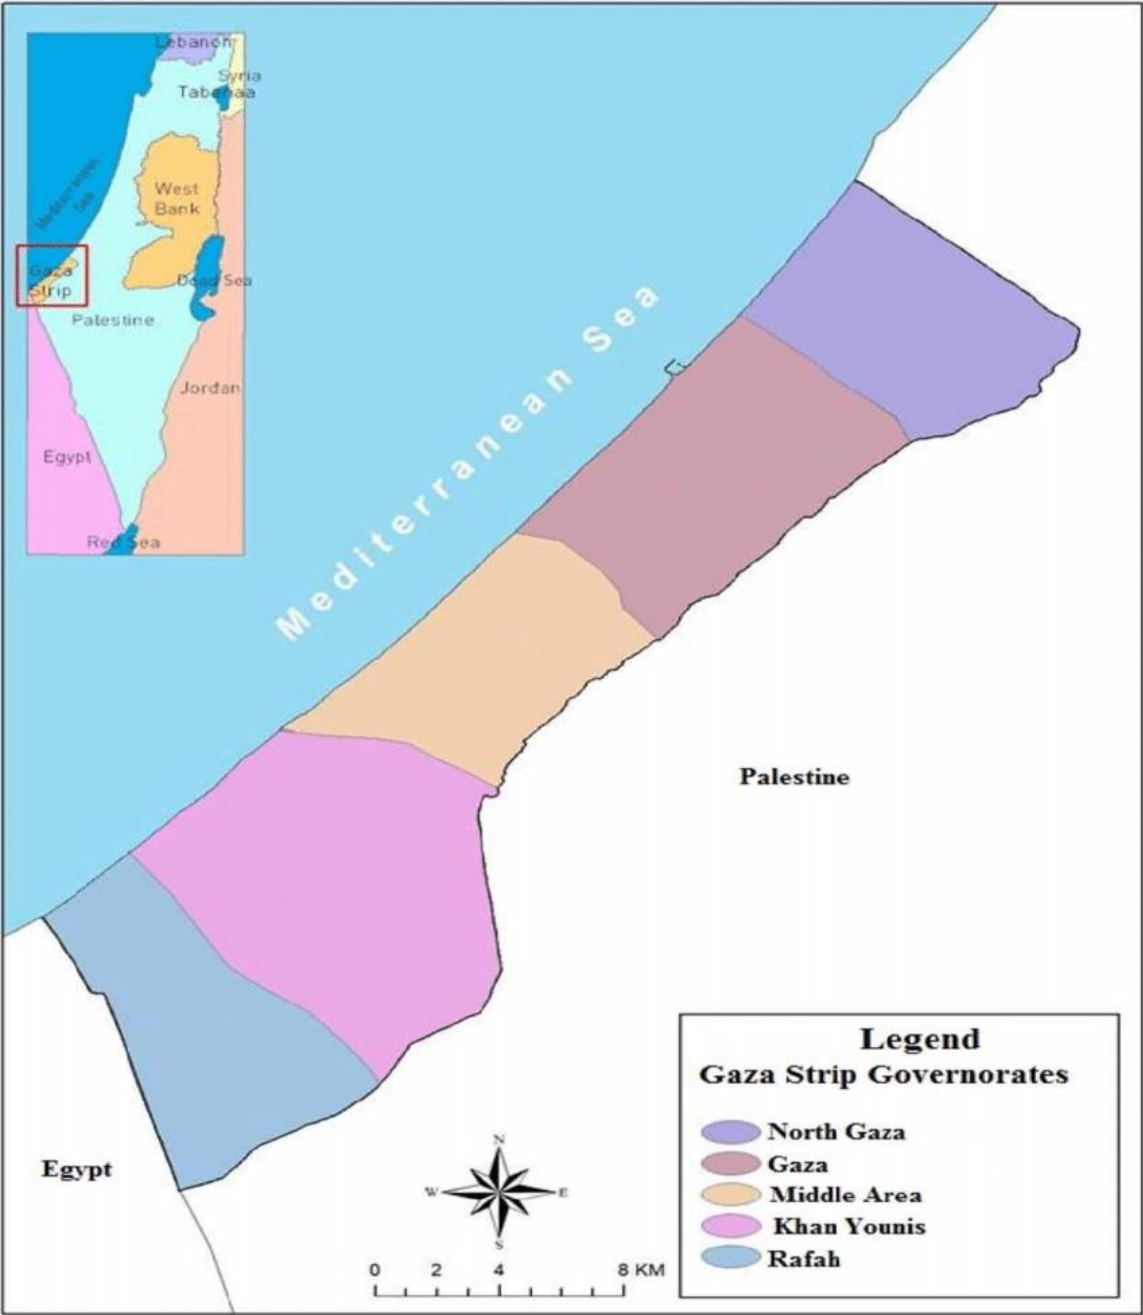 Lebanon
Syria
Tabariaa
Mediterranean
Sea
West
Bank
Gaza
Strip
Dead Sea
Palestine
Jordan
Egypt
Red Sea
Mediterranean Sea
Palestine
Egypt
N
W
E
S
0 2 4 8 KM
Legend
Gaza Strip Governorates
North Gaza
Gaza
Middle Area
Khan Younis
Rafah